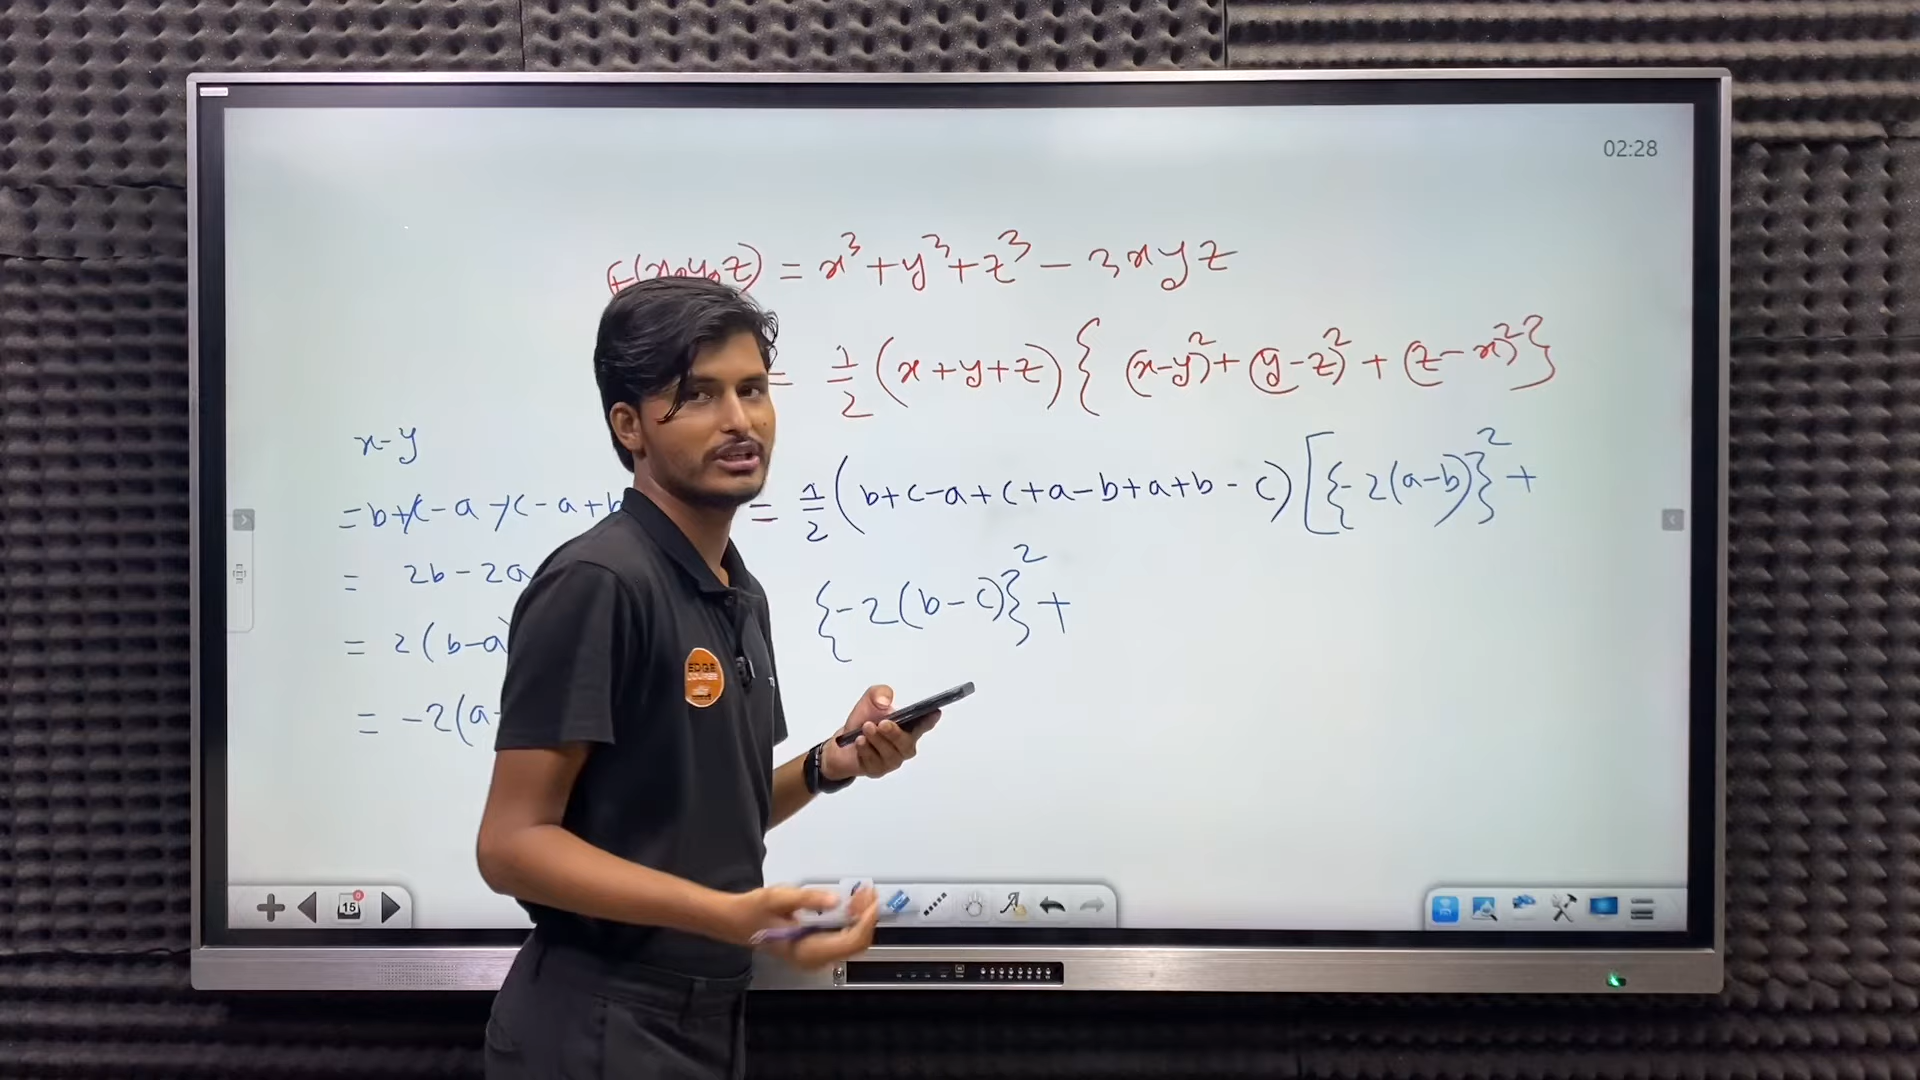 02:28
F(x,y,z) = x³ + y³ + z³ - 3xyz
= 1/2 (x+y+z) { (x-y)² + (y-z)² + (z-x)² }
x-y
= b+c-a-c-a+b
= 1/2 (b+c-a+c+a-b+a+b-c) [{-2(a-b)}² +
= 2b-2a
{-2(b-c)}² +
= 2(b-a)
= -2(a-
EDGE
COURSE
15